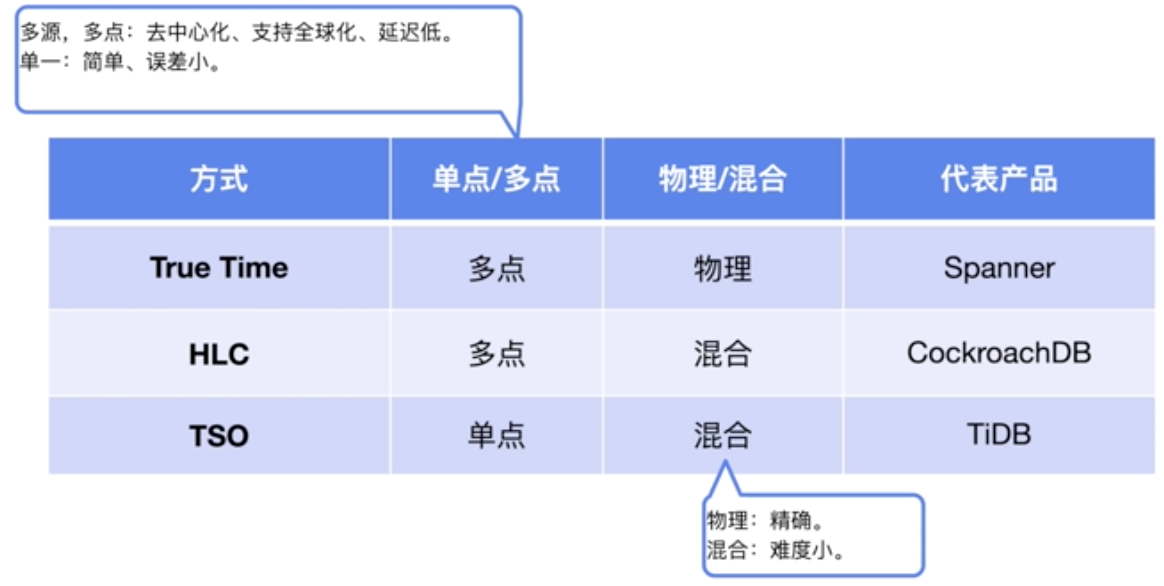 多源，多点：去中心化、支持全球化、延迟低。
单一：简单、误差小。
方式 单点/多点 物理/混合 代表产品
True Time 多点 物理 Spanner
HLC 多点 混合 CockroachDB
TSO 单点 混合 TiDB
物理：精确。
混合：难度小。